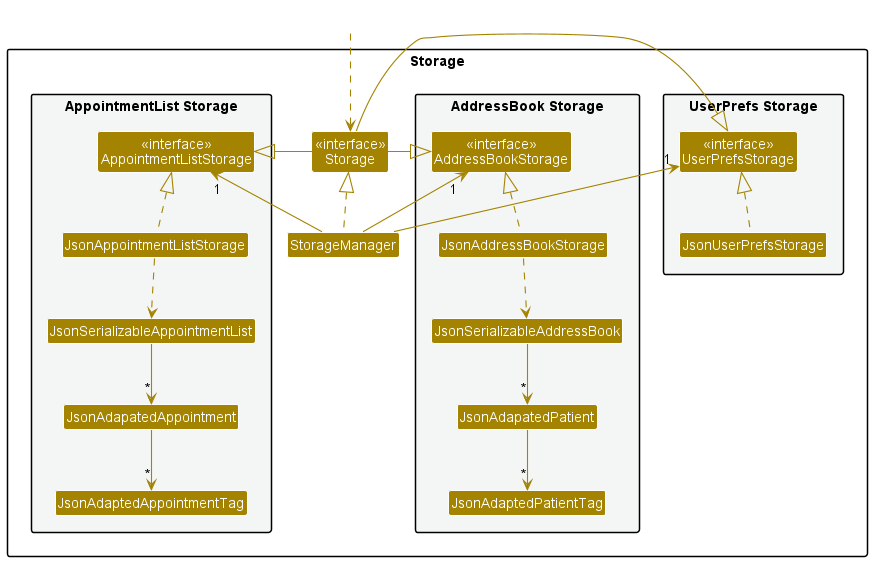 Storage
AppointmentList Storage
«interface»
AppointmentListStorage
1
JsonAppointmentListStorage
JsonSerializableAppointmentList
*
JsonAdapatedAppointment
*
JsonAdaptedAppointmentTag
«interface»
Storage
StorageManager
AddressBook Storage
«interface»
AddressBookStorage
1
JsonAddressBookStorage
JsonSerializableAddressBook
*
JsonAdapatedPatient
*
JsonAdaptedPatientTag
UserPrefs Storage
«interface»
UserPrefsStorage
1
JsonUserPrefsStorage